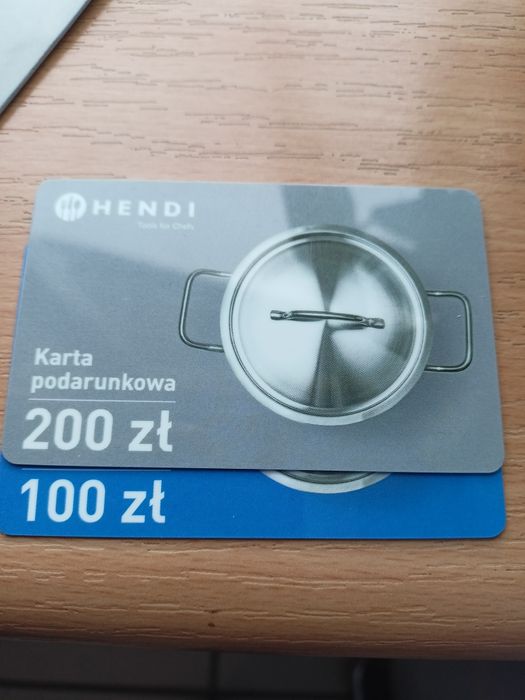 HENDI
Tools for Chefs
Karta
podarunkowa
200 zł
100 zł